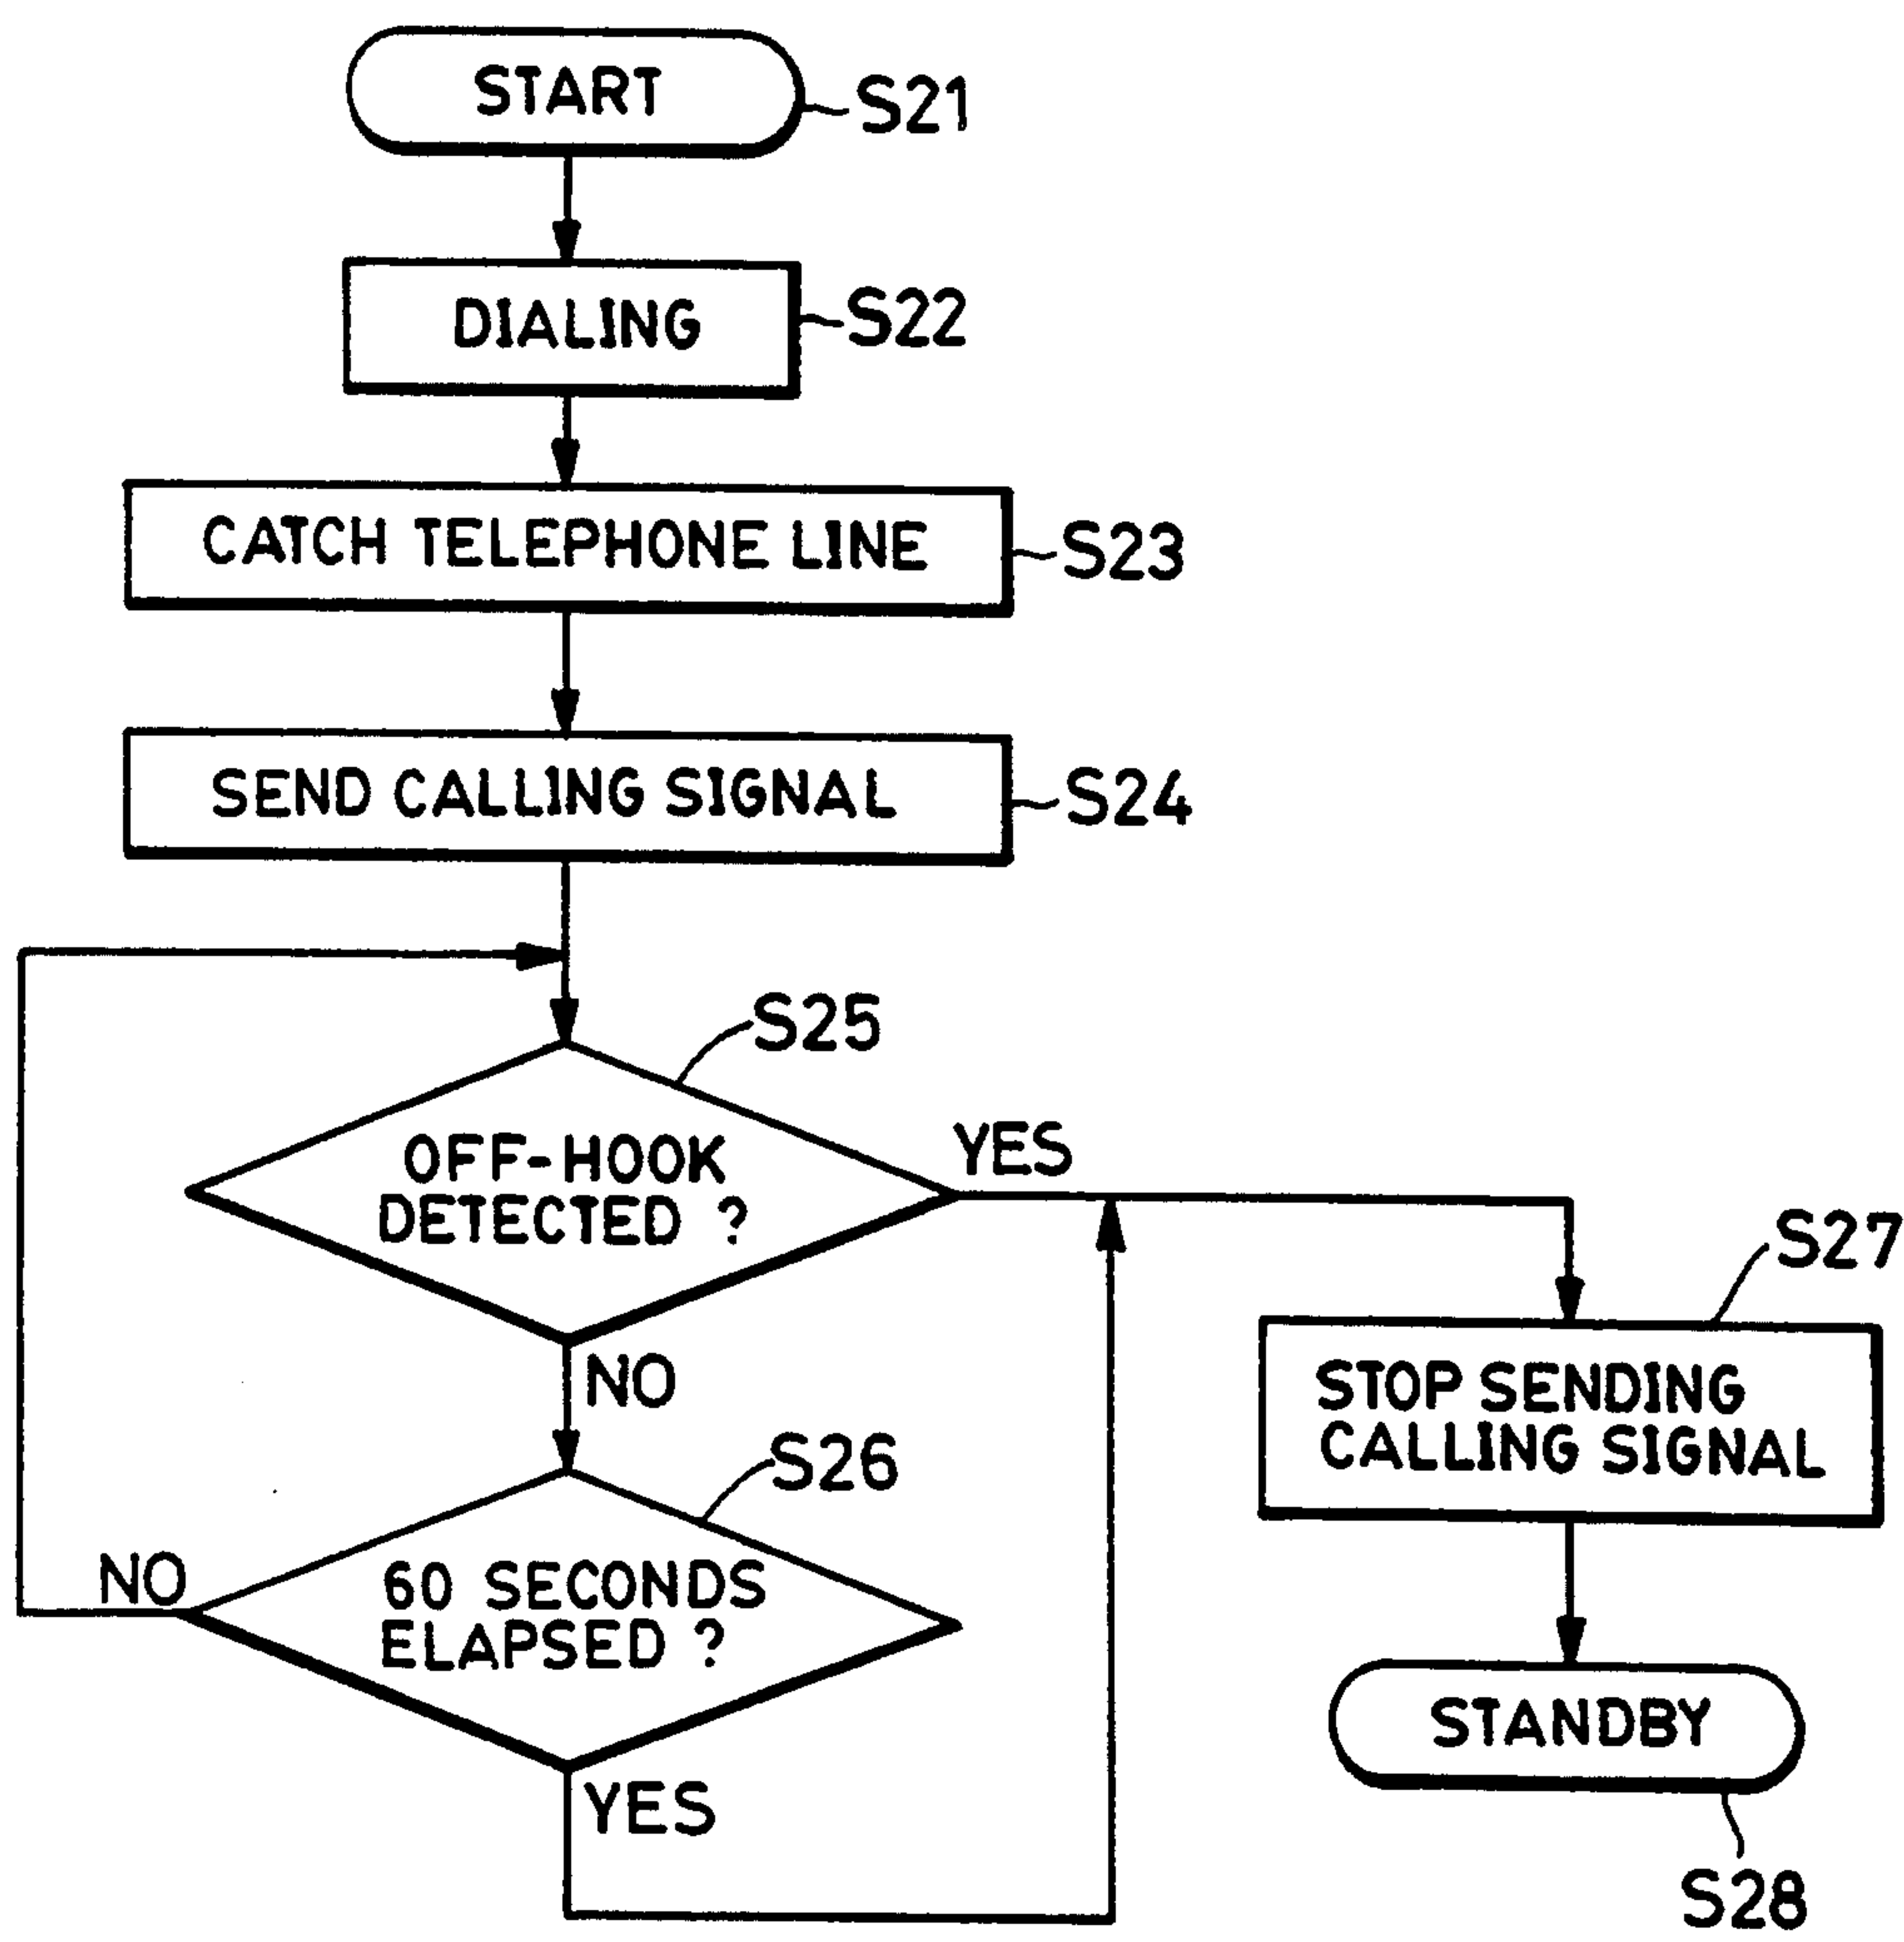 START
S21
DIALING
S22
CATCH TELEPHONE LINE
S23
SEND CALLING SIGNAL
S24
S25
OFF-HOOK
DETECTED ?
YES
NO
S26
60 SECONDS
ELAPSED ?
NO
YES
S27
STOP SENDING
CALLING SIGNAL
STANDBY
S28